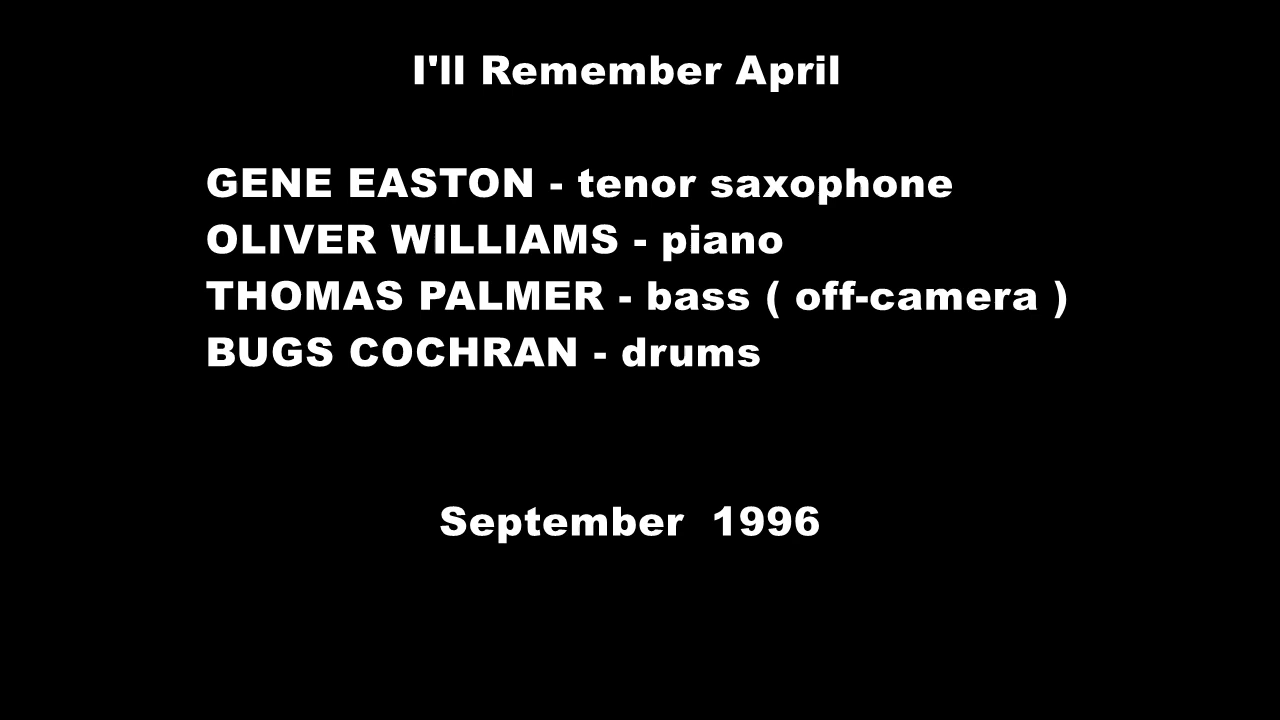 I'll Remember April
GENE EASTON - tenor saxophone
OLIVER WILLIAMS - piano
THOMAS PALMER - bass ( off-camera )
BUGS COCHRAN - drums
September  1996